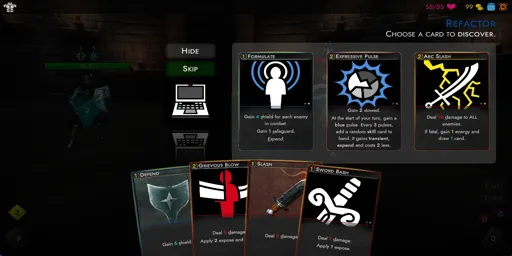 55/55
99
REFACTOR
CHOOSE A CARD TO DISCOVER.
HIDE
SKIP
1 FORMULATE
Gain 4 shield for each enemy
in combat.
Gain 1 safeguard.
Expend.
2 EXPRESSIVE PULSE
Gain 2 slowed.
At the start of your turn, gain a
blue pulse. Every 3 pulses,
add a random skill card to
hand. It gains transient,
expend and costs 2 less.
2 ARC SLASH
Deal 10 damage to ALL
enemies.
If fatal, gain 1 energy and
draw 1 card.
1 DEFEND
Gain 5 shield.
2 GRIEVOUS BLOW
Deal damage.
Apply 2 expose and
1 SLASH
Deal damage.
1 SWORD BASH
Deal 7 damage.
Apply 1 expose.